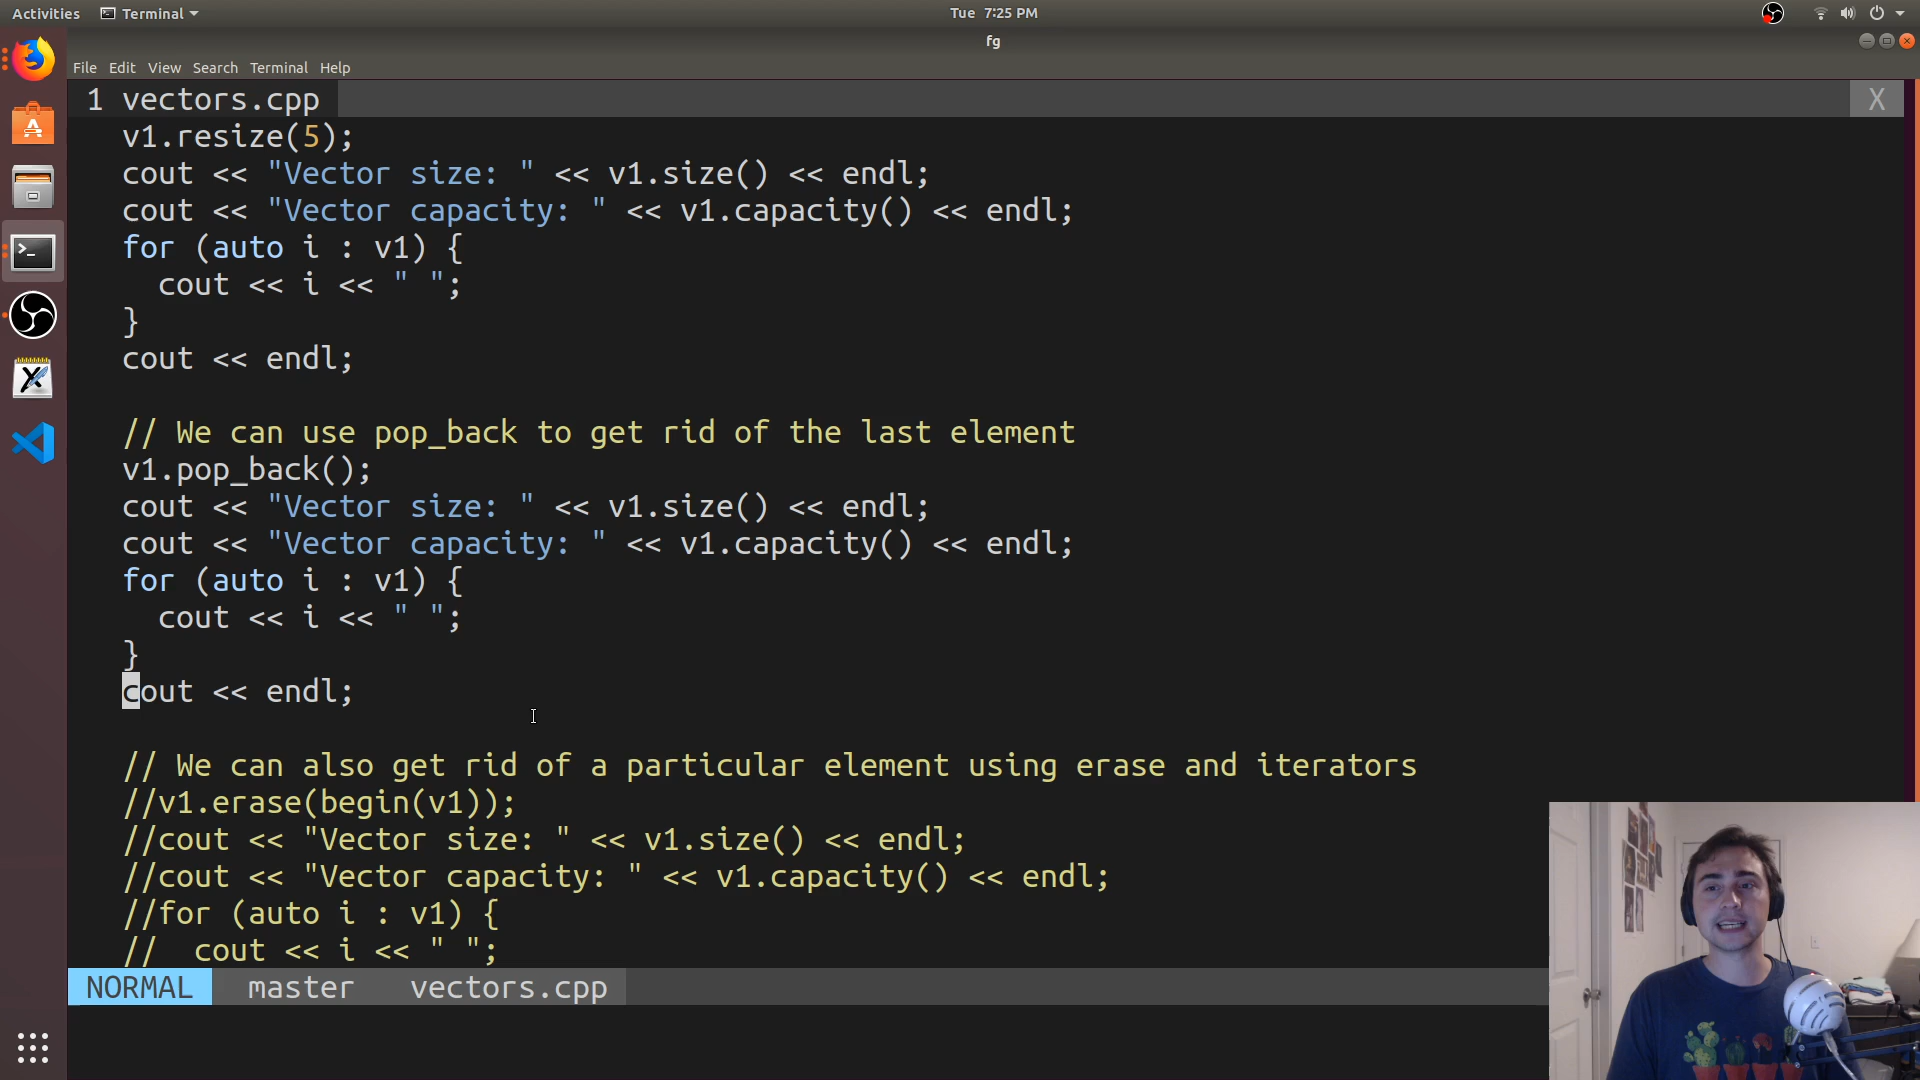 Activities Terminal Tue 7:25 PM
fg
File Edit View Search Terminal Help
1 vectors.cpp X
v1.resize(5);
cout << "Vector size: " << v1.size() << endl;
cout << "Vector capacity: " << v1.capacity() << endl;
for (auto i : v1) {
  cout << i << " ";
}
cout << endl;
// We can use pop_back to get rid of the last element
v1.pop_back();
cout << "Vector size: " << v1.size() << endl;
cout << "Vector capacity: " << v1.capacity() << endl;
for (auto i : v1) {
  cout << i << " ";
}
cout << endl;
// We can also get rid of a particular element using erase and iterators
//v1.erase(begin(v1));
//cout << "Vector size: " << v1.size() << endl;
//cout << "Vector capacity: " << v1.capacity() << endl;
//for (auto i : v1) {
//  cout << i << " ";
NORMAL master vectors.cpp